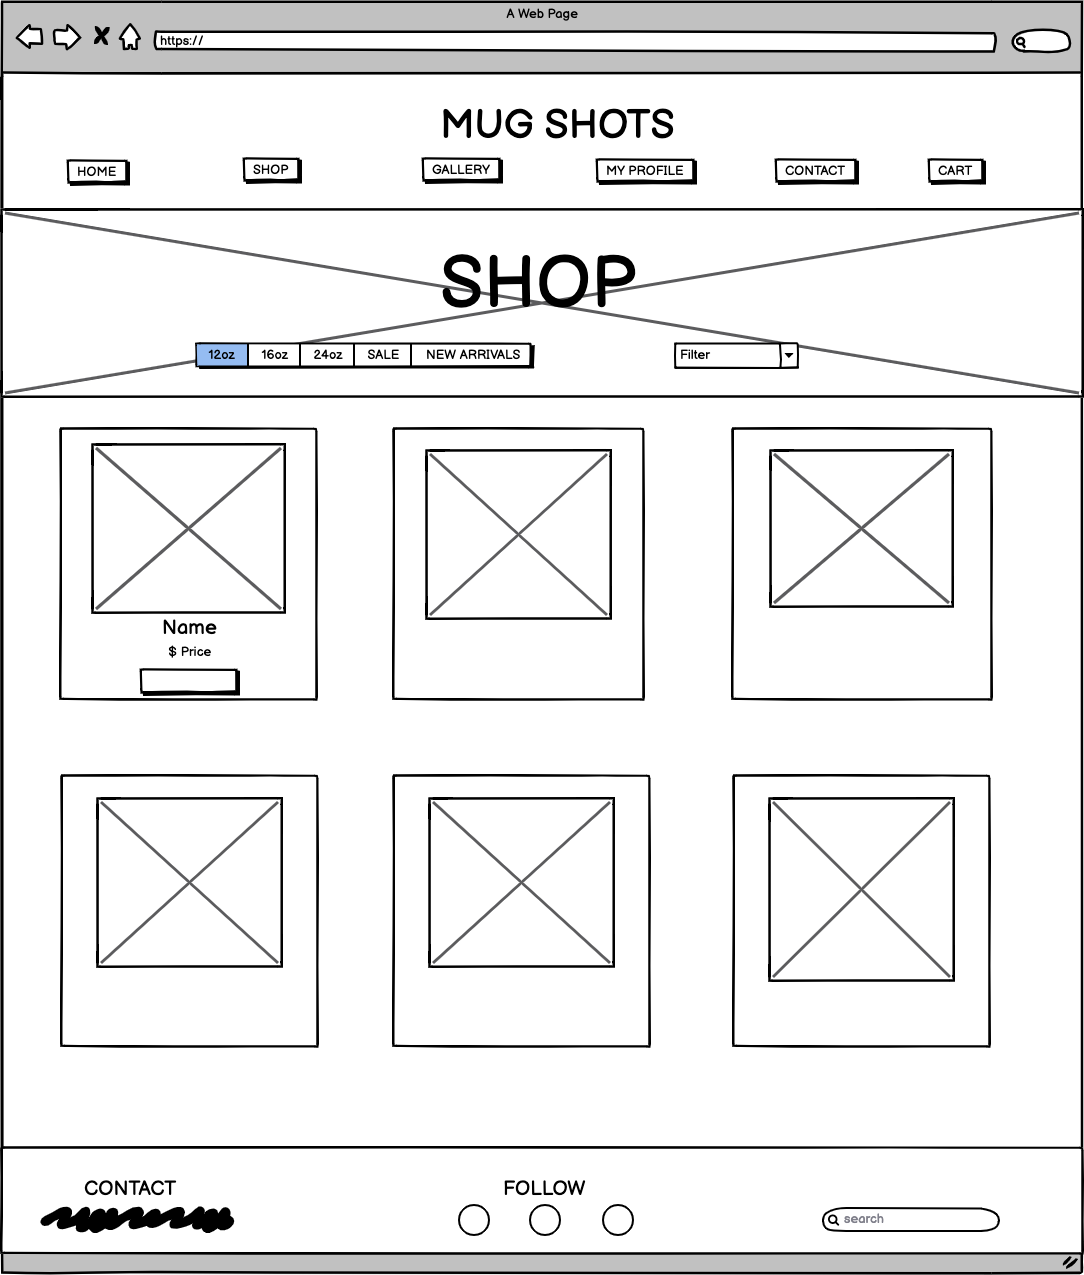 A Web Page
https://
MUG SHOTS
HOME SHOP GALLERY MY PROFILE CONTACT CART
SHOP
12oz 16oz 24oz SALE NEW ARRIVALS Filter
Name
$ Price
CONTACT FOLLOW
search